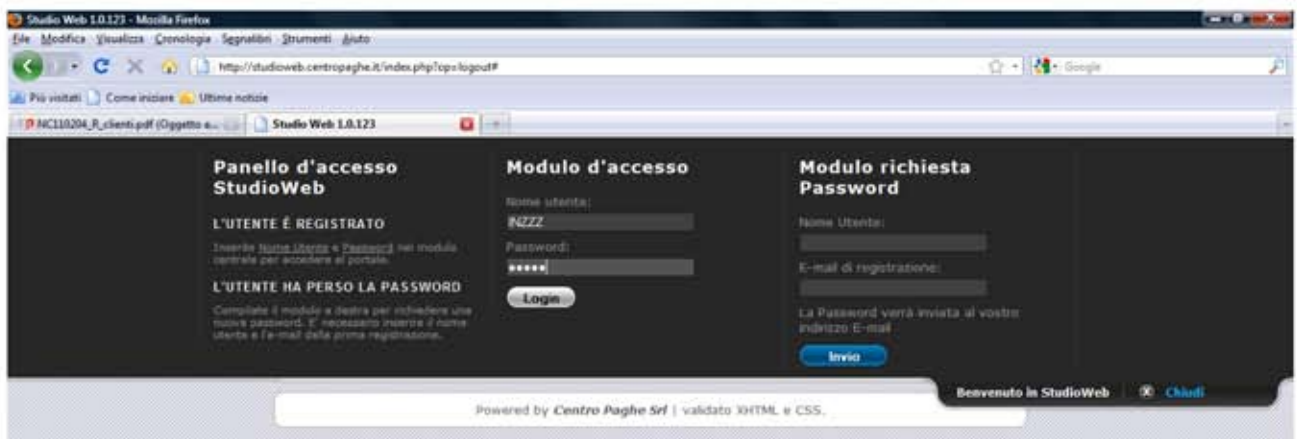 Studio Web 1.0.123 - Mozilla Firefox
File Modifica Visualizza Cronologia Segnalibri Strumenti Aiuto
http://studioweb.centropaghe.it/index.php?op=logout#
Google
Più visitati Come iniziare Ultime notizie
NC110204_R_clienti.pdf (Oggetto a... Studio Web 1.0.123
Panello d'accesso
StudioWeb
L'UTENTE É REGISTRATO
Inserite Nome Utente e Password nel modulo
centrale per accedere al portale.
L'UTENTE HA PERSO LA PASSWORD
Compilate il modulo a destra per richiedere una
nuova password. E' necessario inserire il nome
utente e l'e-mail della prima registrazione.
Modulo d'accesso
Nome utente:
INZZZ
Password:
•••••
Login
Modulo richiesta
Password
Nome Utente:
E-mail di registrazione:
La Password verrà inviata al vostro
indirizzo E-mail
Invio
Benvenuto in StudioWeb X Chiudi
Powered by Centro Paghe Srl | validato XHTML e CSS.